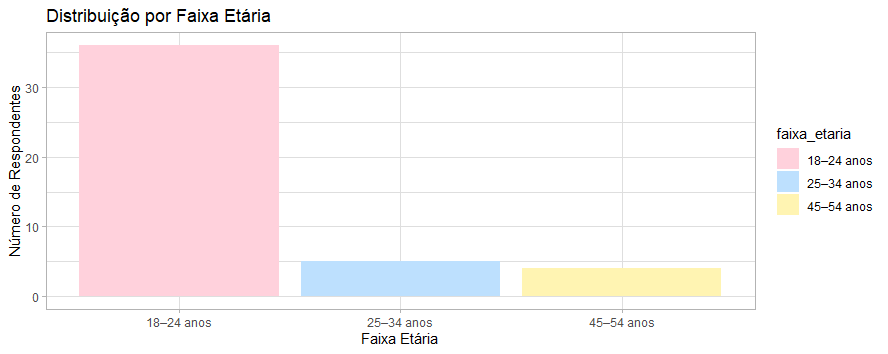 Distribuição por Faixa Etária
Número de Respondentes
30
20
10
0
18–24 anos
25–34 anos
45–54 anos
Faixa Etária
faixa_etaria
18–24 anos
25–34 anos
45–54 anos